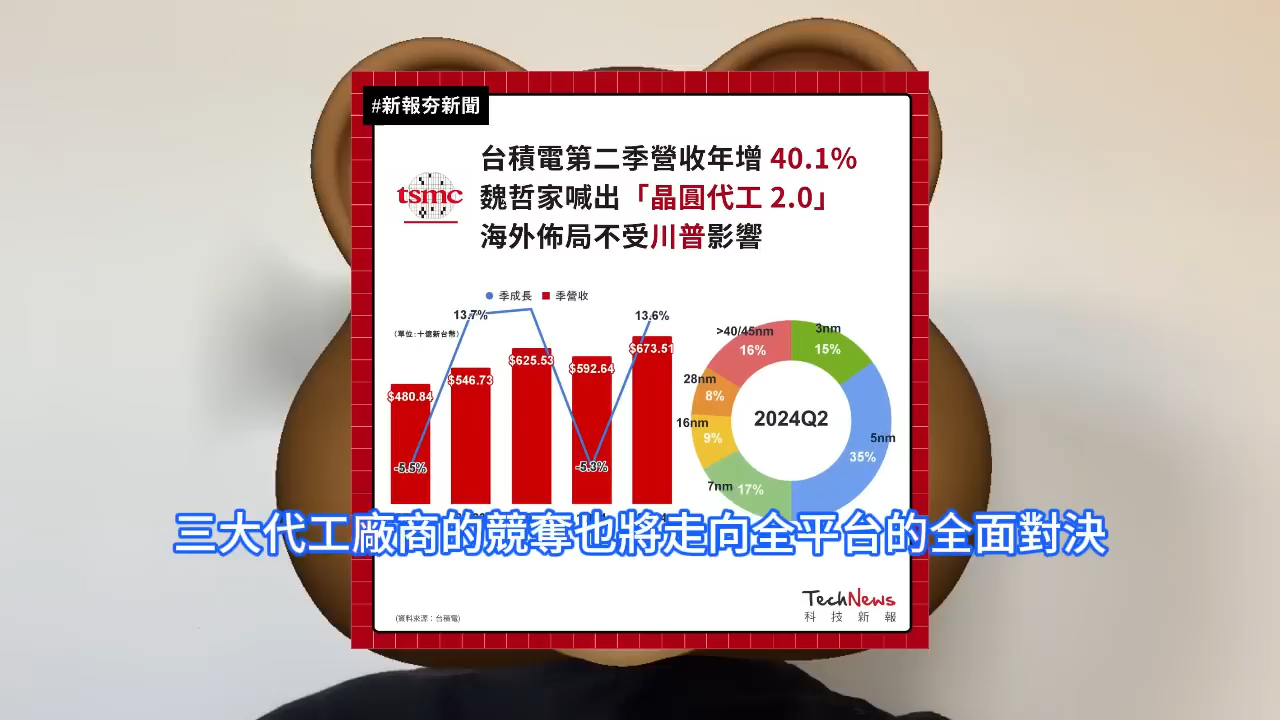 #新報夯新聞
tsmc
台積電第二季營收年增 40.1%
魏哲家喊出「晶圓代工 2.0」
海外佈局不受川普影響
季成長 季營收
(單位:十億新台幣)
13.7%
13.6%
$480.84
$546.73
$625.53
$592.64
$673.51
-5.5%
-5.3%
>40/45nm
16%
3nm
15%
28nm
8%
16nm
9%
2024Q2
5nm
35%
7nm
17%
三大代工廠商的競奪也將走向全平台的全面對決
(資料來源：台積電)
TechNews
科技新報